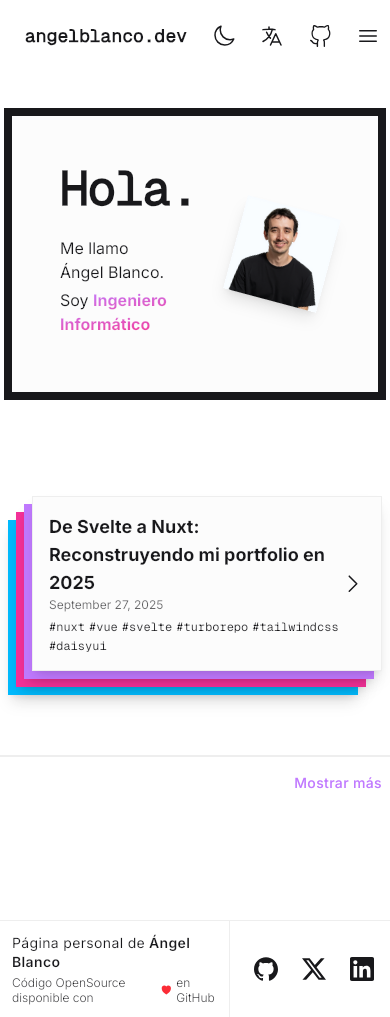 angelblanco.dev
Hola.
Me llamo
Ángel Blanco.
Soy Ingeniero
Informático
De Svelte a Nuxt:
Reconstruyendo mi portfolio en
2025
September 27, 2025
#nuxt #vue #svelte #turborepo #tailwindcss
#daisyui
Mostrar más
Página personal de Ángel
Blanco
Código OpenSource
disponible con
en
GitHub